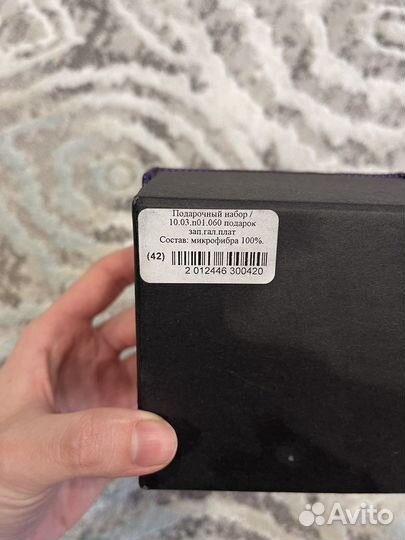 Подарочный набор /
10.03.п01.060 подарок
зап.гал.плат
Состав: микрофибра 100%.
(42)
2 012446 300420
Avito